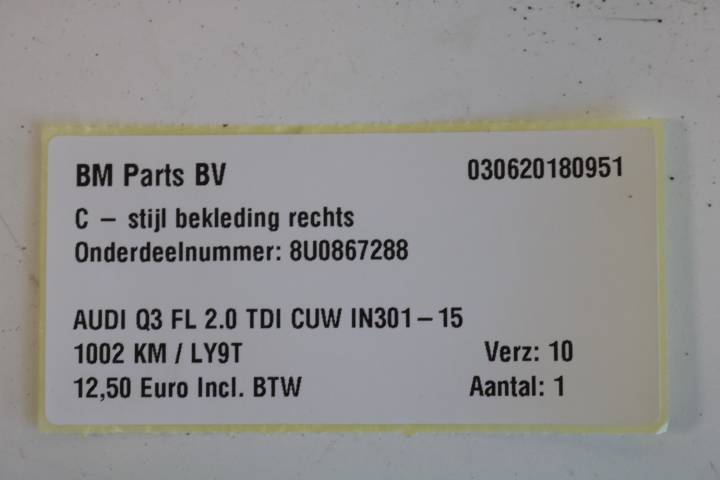 BM Parts BV 030620180951
C – stijl bekleding rechts
Onderdeelnummer: 8U0867288
AUDI Q3 FL 2.0 TDI CUW IN301–15
1002 KM / LY9T Verz: 10
12,50 Euro Incl. BTW Aantal: 1